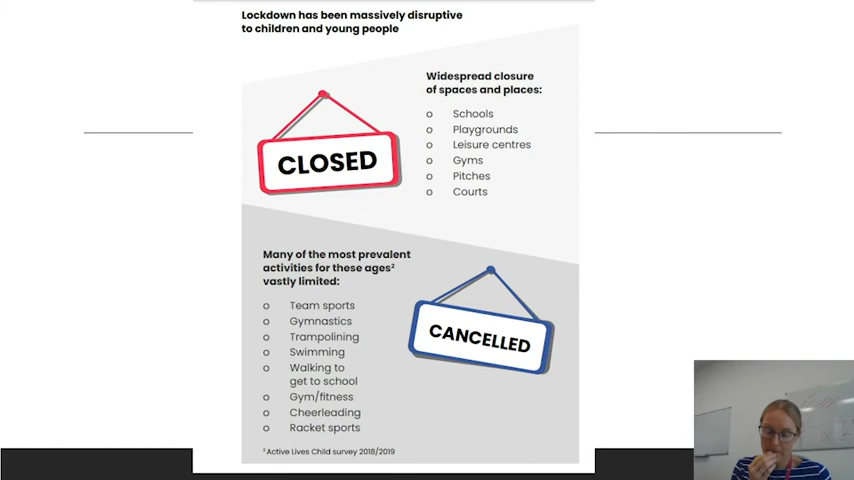 Lockdown has been massively disruptive
to children and young people
Widespread closure
of spaces and places:
o Schools
o Playgrounds
o Leisure centres
o Gyms
o Pitches
o Courts
CLOSED
Many of the most prevalent
activities for these ages²
vastly limited:
o Team sports
o Gymnastics
o Trampolining
o Swimming
o Walking to
get to school
o Gym/fitness
o Cheerleading
o Racket sports
CANCELLED
² Active Lives Child survey 2018/2019